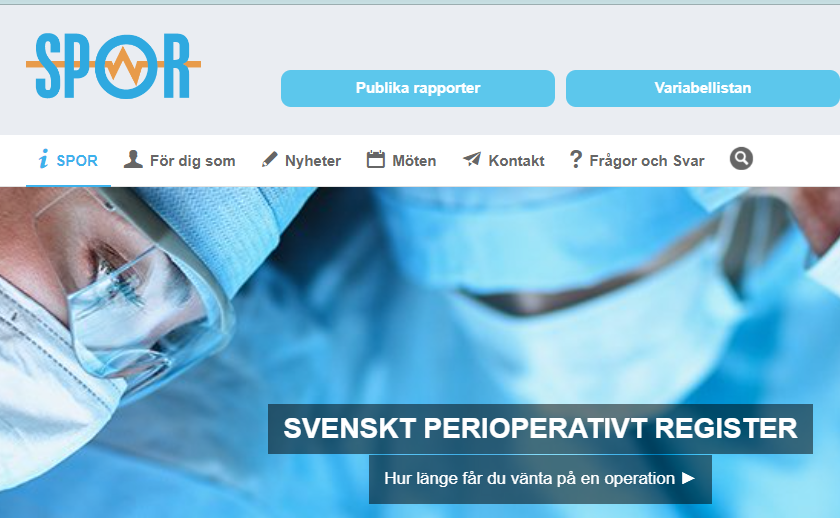 SPOR
Publika rapporter
Variabellistan
SPOR
För dig som
Nyheter
Möten
Kontakt
Frågor och Svar
SVENSKT PERIOPERATIVT REGISTER
Hur länge får du vänta på en operation ►